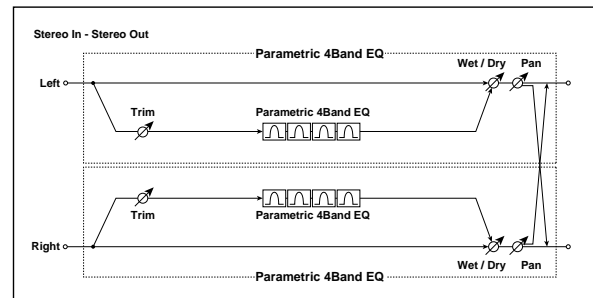 Stereo In - Stereo Out
Parametric 4Band EQ
Wet / Dry
Pan
Left
Trim
Parametric 4Band EQ
Parametric 4Band EQ
Trim
Right
Wet / Dry
Pan
Parametric 4Band EQ